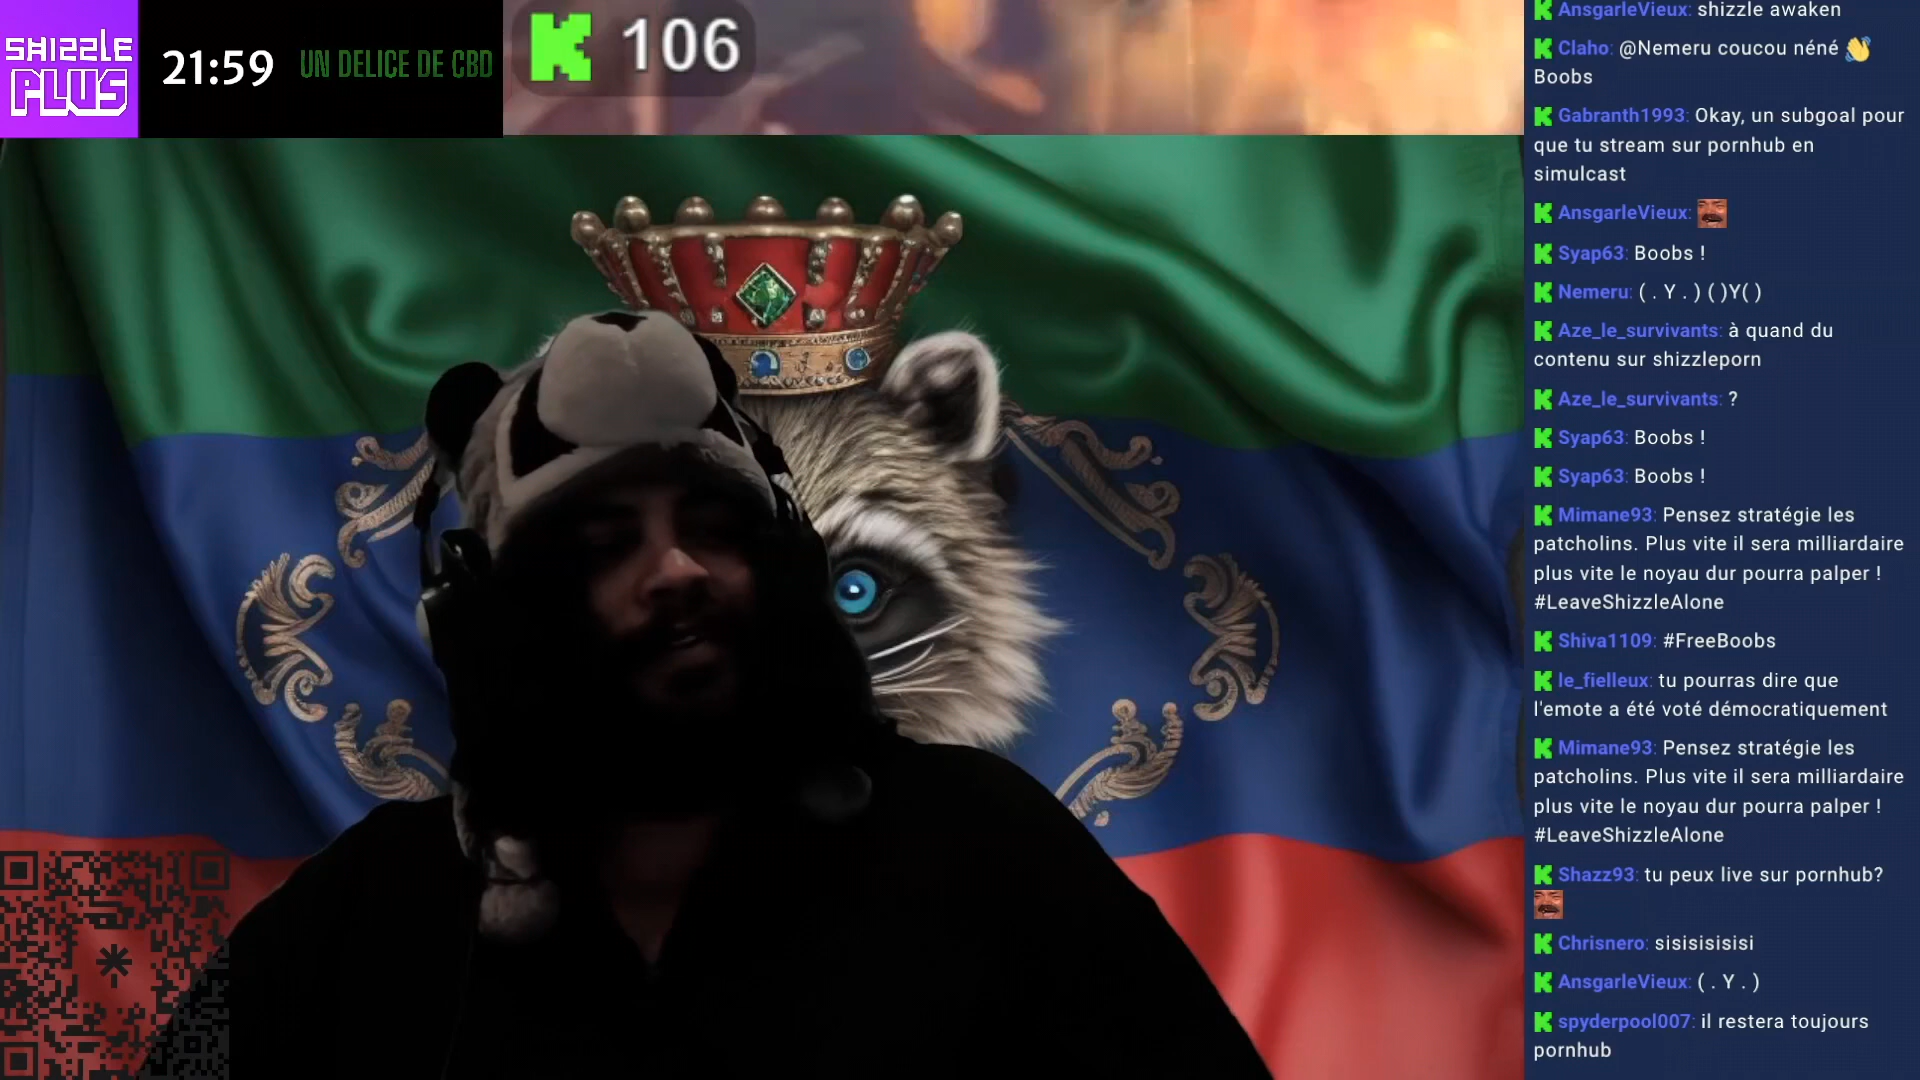 SHIZZLE
PLUS
21:59
UN DELICE DE CBD
106
AnsgarleVieux: shizzle awaken
Claho: @Nemeru coucou néné 👋
Boobs
Gabranth1993: Okay, un subgoal pour
que tu stream sur pornhub en
simulcast
AnsgarleVieux:
Syap63: Boobs !
Nemeru: ( . Y . ) ( )Y( )
Aze_le_survivants: à quand du
contenu sur shizzleporn
Aze_le_survivants: ?
Syap63: Boobs !
Syap63: Boobs !
Mimane93: Pensez stratégie les
patcholins. Plus vite il sera milliardaire
plus vite le noyau dur pourra palper !
#LeaveShizzleAlone
Shiva1109: #FreeBoobs
le_fielleux: tu pourras dire que
l'emote a été voté démocratiquement
Mimane93: Pensez stratégie les
patcholins. Plus vite il sera milliardaire
plus vite le noyau dur pourra palper !
#LeaveShizzleAlone
Shazz93: tu peux live sur pornhub?
Chrisnero: sisisisisisi
AnsgarleVieux: ( . Y . )
spyderpool007: il restera toujours
pornhub